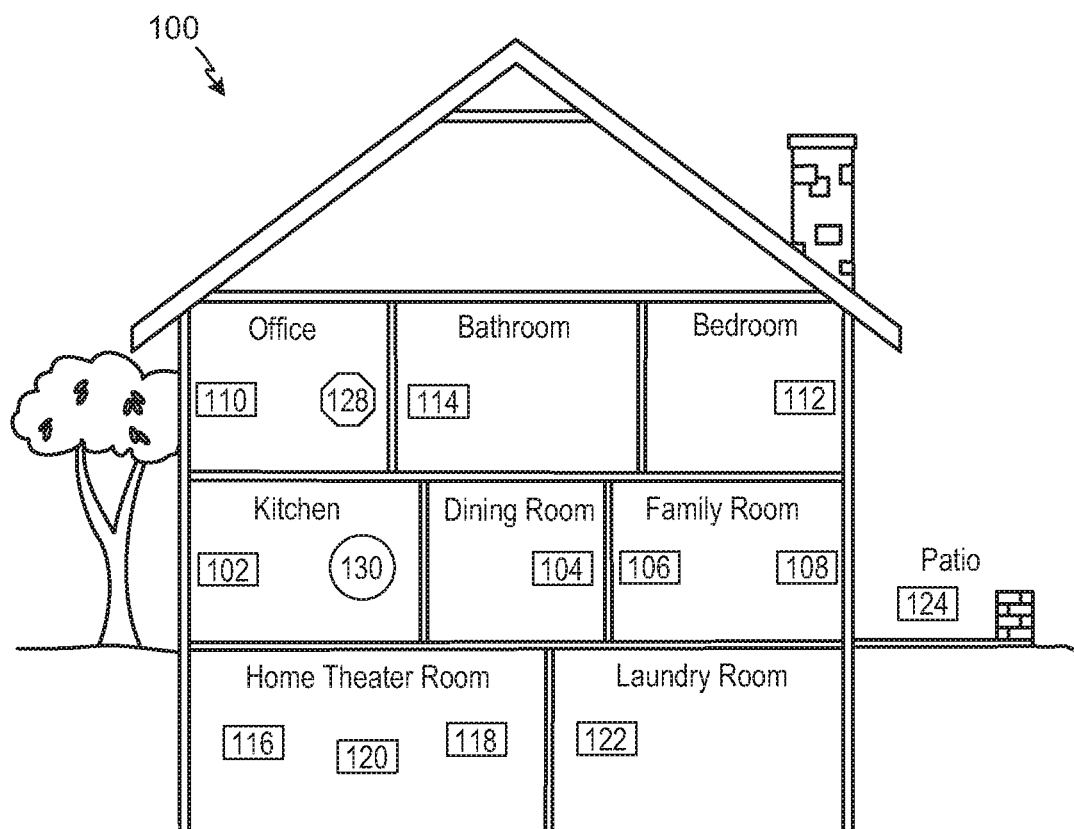 100
Office Bathroom Bedroom
110 128 114 112
Kitchen Dining Room Family Room
102 130 104 106 108
Patio
124
Home Theater Room Laundry Room
116 120 118 122